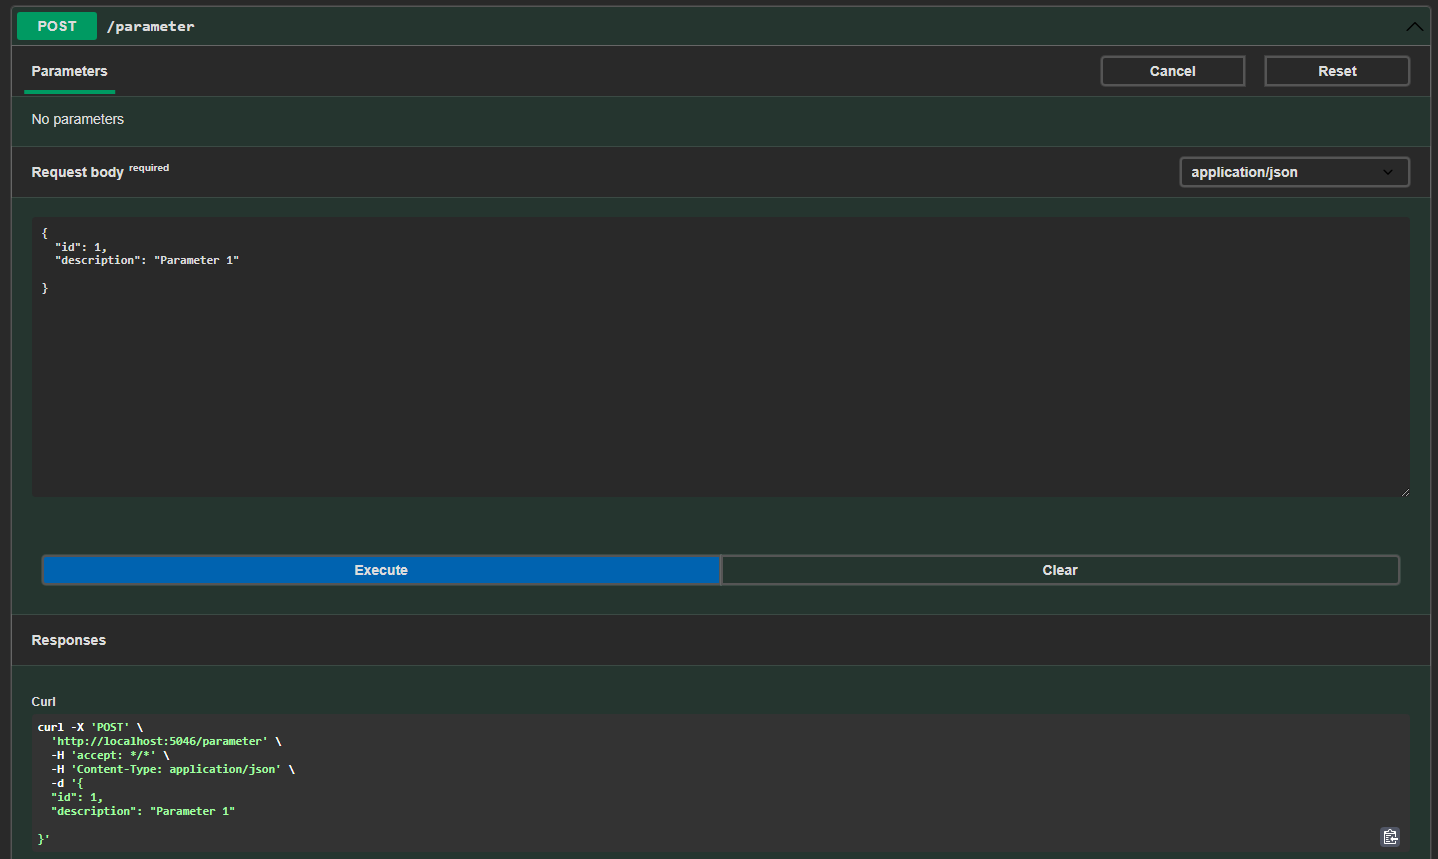 POST /parameter
Parameters
Cancel
Reset
No parameters
Request body required
application/json
{
  "id": 1,
  "description": "Parameter 1"
}
Execute
Clear
Responses
Curl
curl -X 'POST' \
  'http://localhost:5046/parameter' \
  -H 'accept: */*' \
  -H 'Content-Type: application/json' \
  -d '{
  "id": 1,
  "description": "Parameter 1"
}'